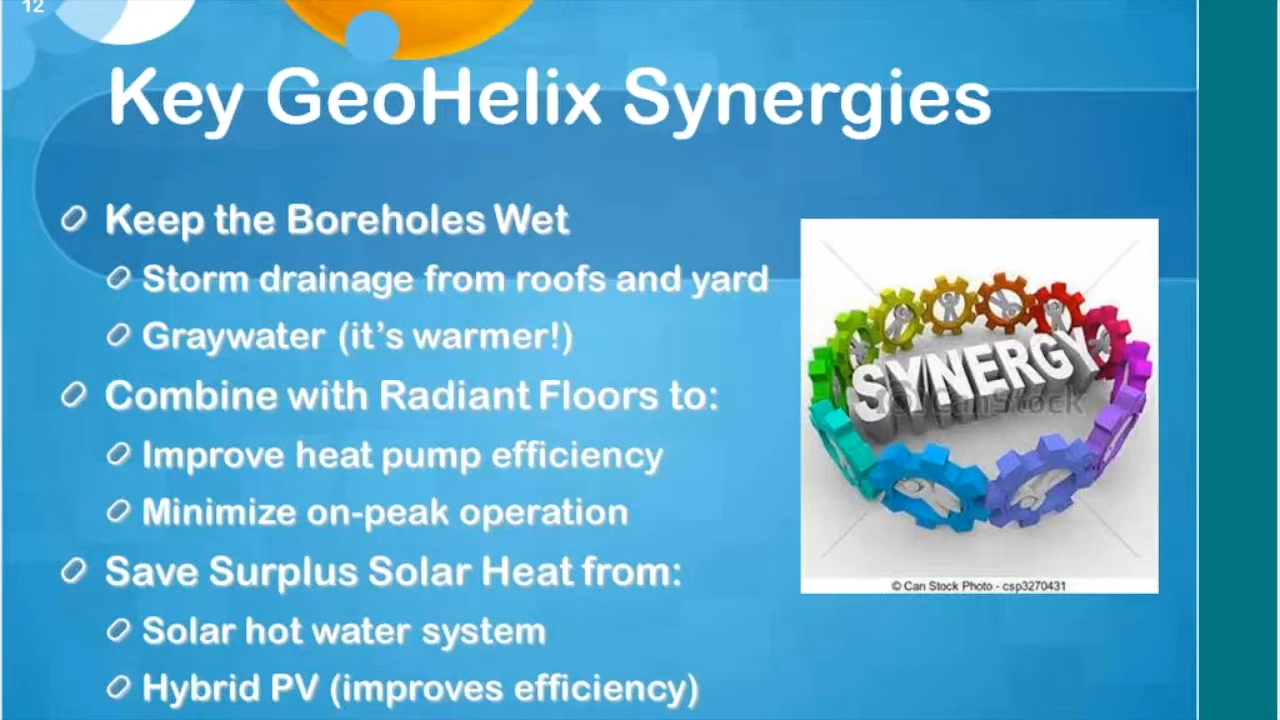 12
Key GeoHelix Synergies
Keep the Boreholes Wet
Storm drainage from roofs and yard
Graywater (it's warmer!)
Combine with Radiant Floors to:
Improve heat pump efficiency
Minimize on-peak operation
Save Surplus Solar Heat from:
Solar hot water system
Hybrid PV (improves efficiency)
SYNERGY
© CanStock
© Can Stock Photo - csp3270431